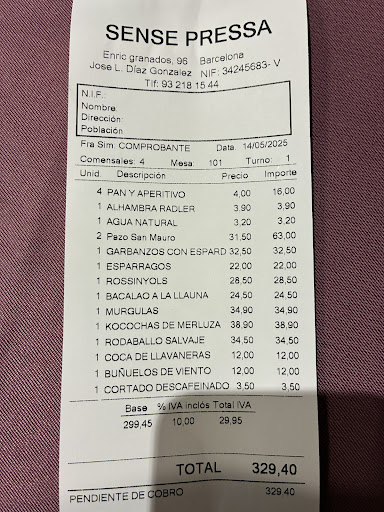 SENSE PRESSA
Enric granados, 96 Barcelona
Jose L. Díaz Gonzalez NIF: 34245683- V
Tlf: 93 218 15 44
N.I.F.:
Nombre:
Dirección:
Población
Fra Sim: COMPROBANTE Data: 14/05/2025
Comensales: 4 Mesa: 101 Turno: 1
Unid. Descripción Precio Importe
4 PAN Y APERITIVO 4,00 16,00
1 ALHAMBRA RADLER 3,90 3,90
1 AGUA NATURAL 3,20 3,20
2 Pazo San Mauro 31,50 63,00
1 GARBANZOS CON ESPARD 32,50 32,50
1 ESPARRAGOS 22,00 22,00
1 ROSSINYOLS 28,50 28,50
1 BACALAO A LA LLAUNA 24,50 24,50
1 MURGULAS 34,90 34,90
1 KOCOCHAS DE MERLUZA 38,90 38,90
1 RODABALLO SALVAJE 34,50 34,50
1 COCA DE LLAVANERAS 12,00 12,00
1 BUÑUELOS DE VIENTO 12,00 12,00
1 CORTADO DESCAFEINADO 3,50 3,50
Base % IVA inclós Total IVA
299,45 10,00 29,95
TOTAL 329,40
PENDIENTE DE COBRO 329,40